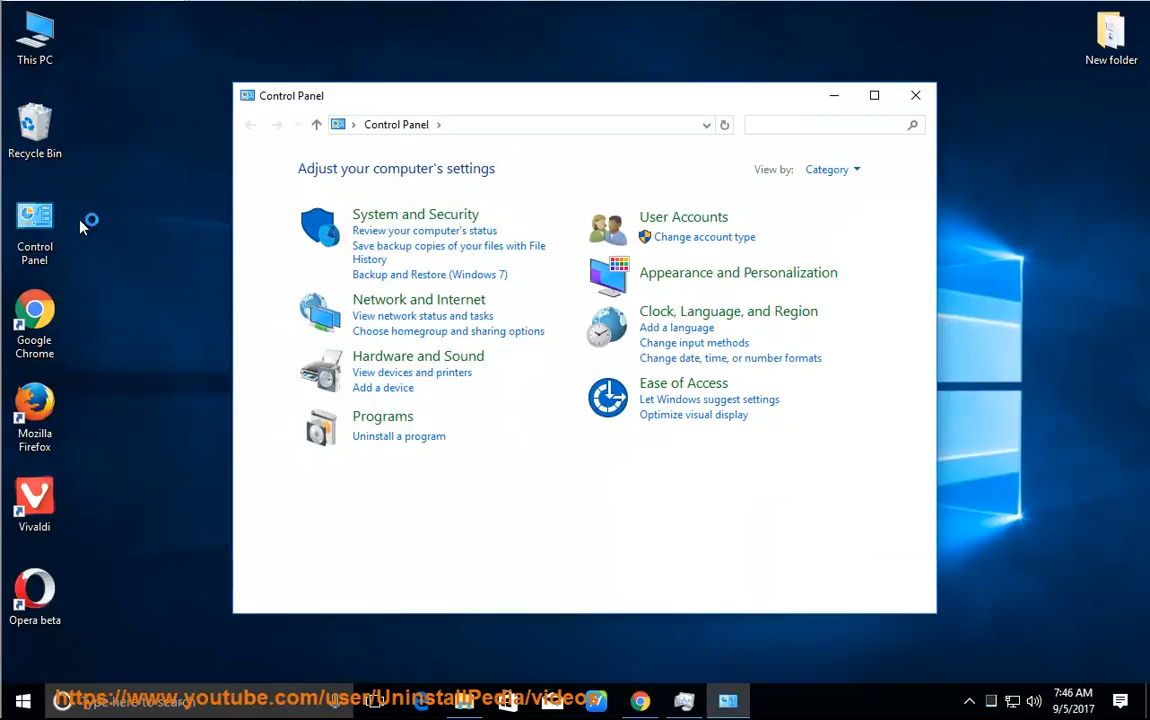 This PC
Recycle Bin
Control
Panel
Google
Chrome
Mozilla
Firefox
Vivaldi
Opera beta
New folder
Control Panel
Control Panel
Adjust your computer's settings
View by: Category
System and Security
Review your computer's status
Save backup copies of your files with File
History
Backup and Restore (Windows 7)
Network and Internet
View network status and tasks
Choose homegroup and sharing options
Hardware and Sound
View devices and printers
Add a device
Programs
Uninstall a program
User Accounts
Change account type
Appearance and Personalization
Clock, Language, and Region
Add a language
Change input methods
Change date, time, or number formats
Ease of Access
Let Windows suggest settings
Optimize visual display
Type here to search
https://www.youtube.com/user/UninstallPedia/videos
7:46 AM
9/5/2017